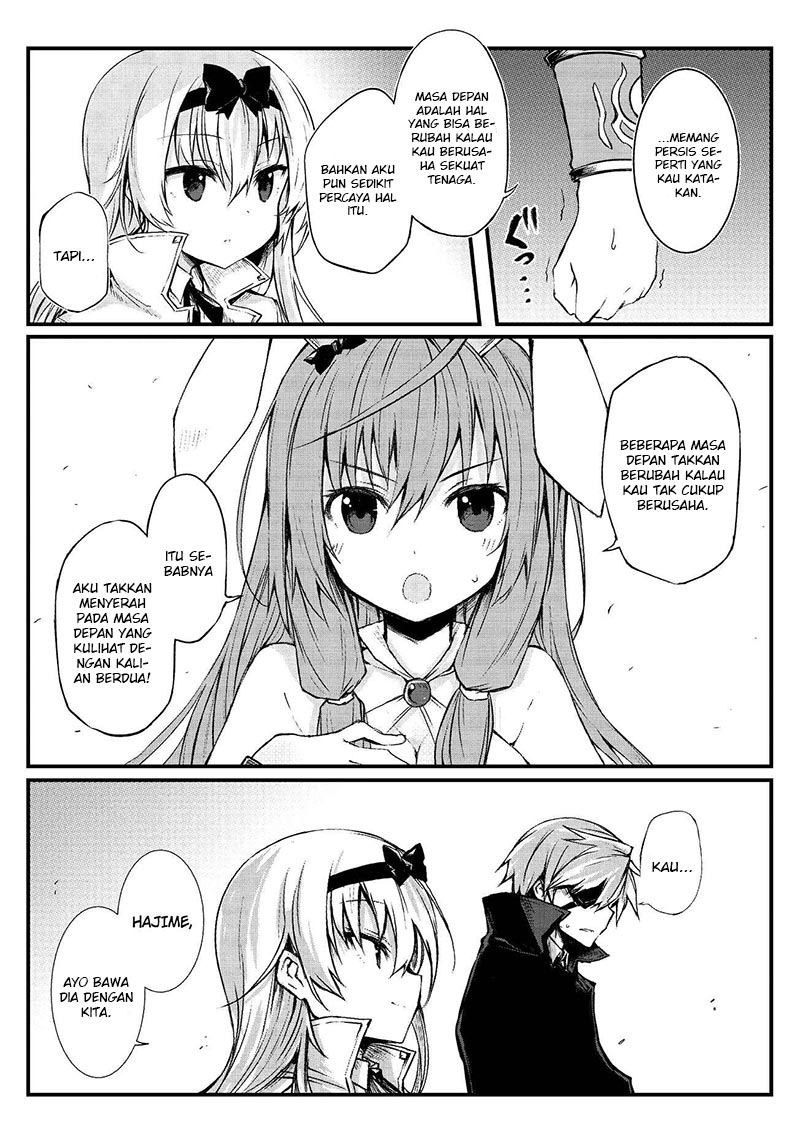 ...MEMANG
PERSIS SE-
PERTI YANG
KAU KATA-
KAN.
ぐっ...
MASA DEPAN
ADALAH HAL
YANG BISA BE-
RUBAH KALAU
KAU BERUSA-
HA SEKUAT
TENAGA.
BAHKAN AKU
PUN SEDIKIT
PERCAYA HAL
ITU.
TAPI...
BEBERAPA MASA
DEPAN TAKKAN
BERUBAH KALAU
KAU TAK CUKUP
BERUSAHA.
ITU SE-
BABNYA
AKU TAKKAN
MENYERAH
PADA MASA
DEPAN YANG
KULIHAT DE-
NGAN KALI-
AN BERDUA!
KAU...
HAJIME,
AYO BAWA
DIA DENGAN
KITA.